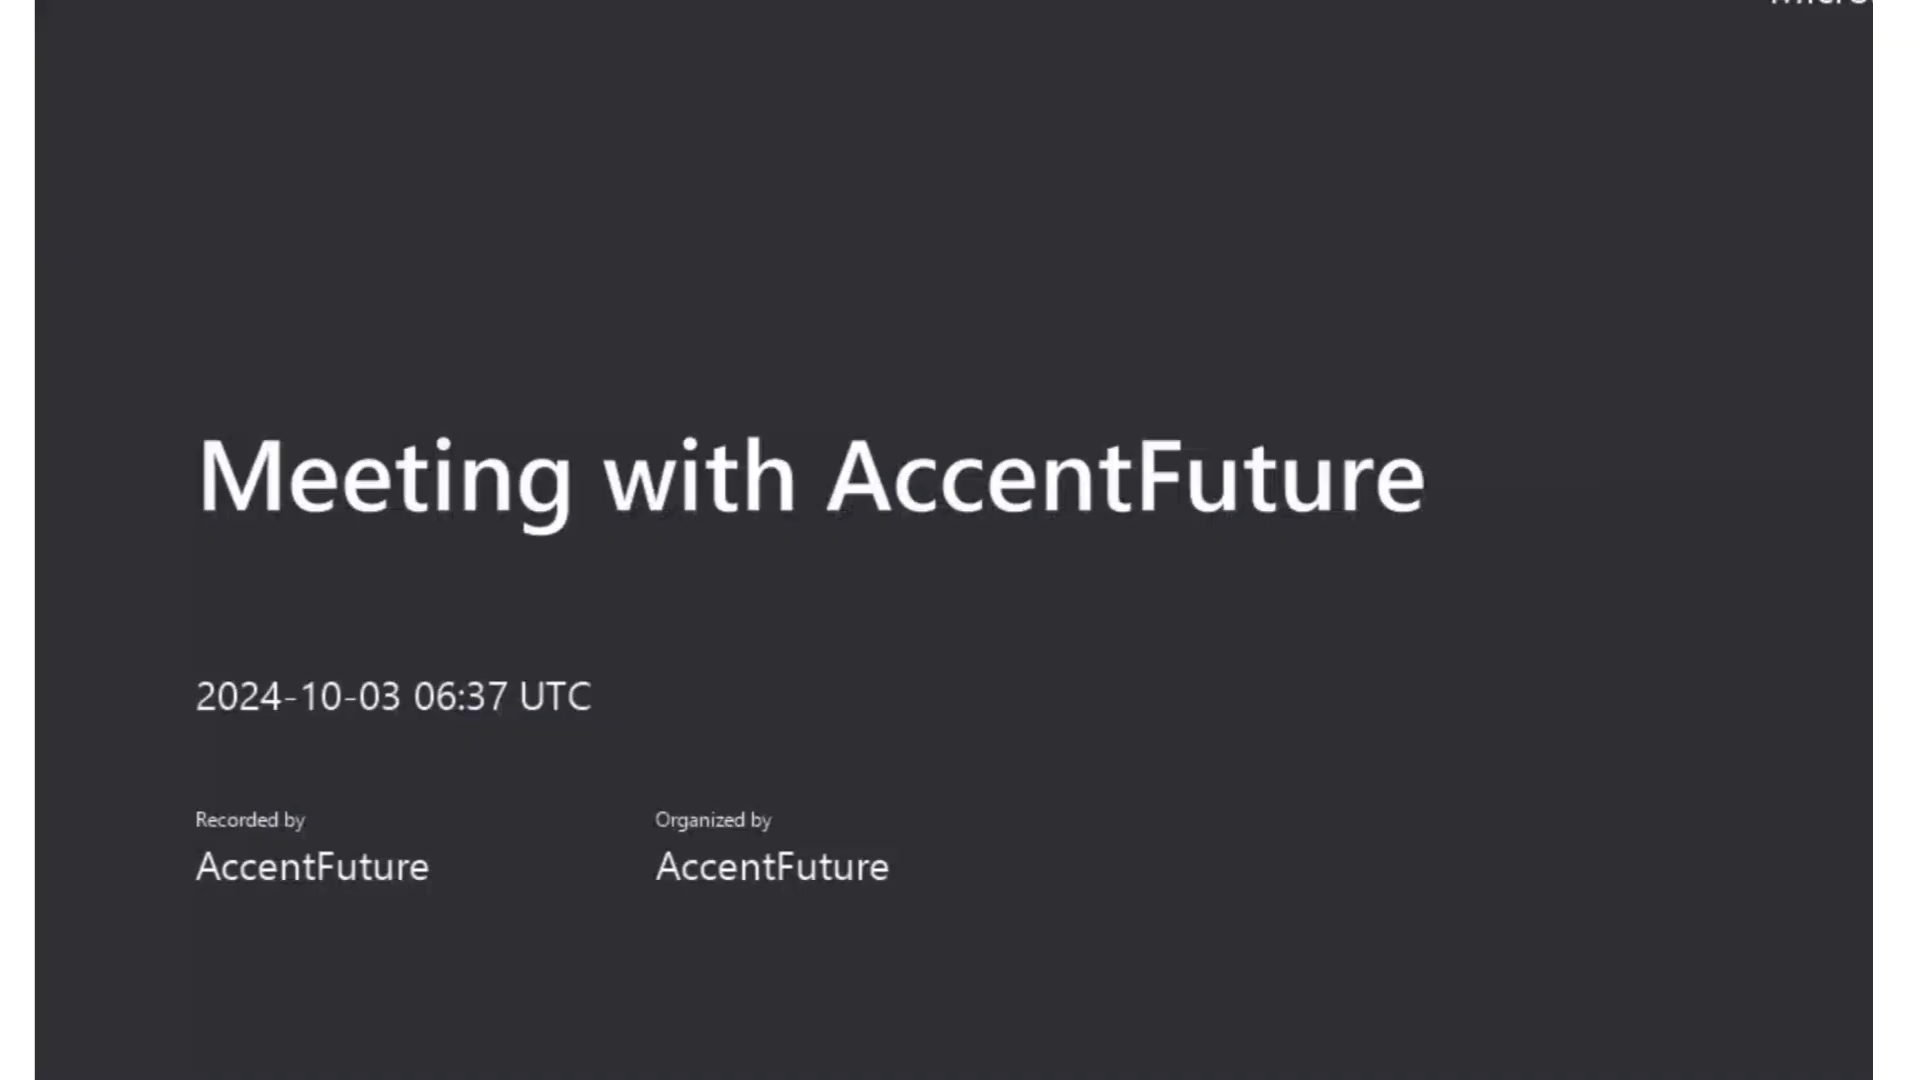 Meeting with AccentFuture
2024-10-03 06:37 UTC
Recorded by
AccentFuture
Organized by
AccentFuture